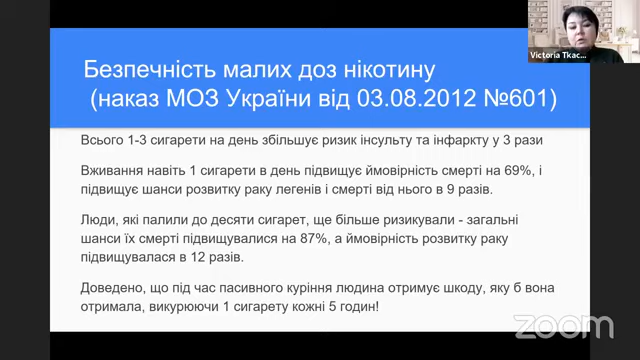 Безпечність малих доз нікотину
(наказ МОЗ України від 03.08.2012 №601)
Victoria Tkac...
Всього 1-3 сигарети на день збільшує ризик інсульту та інфаркту у 3 рази
Вживання навіть 1 сигарети в день підвищує ймовірність смерті на 69%, і
підвищує шанси розвитку рака легенів і смерті від нього в 9 разів.
Люди, які палили до десяти сигарет, ще більше ризикували - загальні
шанси їх смерті підвищувалися на 87%, а ймовірність розвитку раку
підвищувалася в 12 разів.
Доведено, що під час пасивного куріння людина отримує шкоду, яку б вона
отримала, викурюючи 1 сигарету кожні 5 годин!
zoom